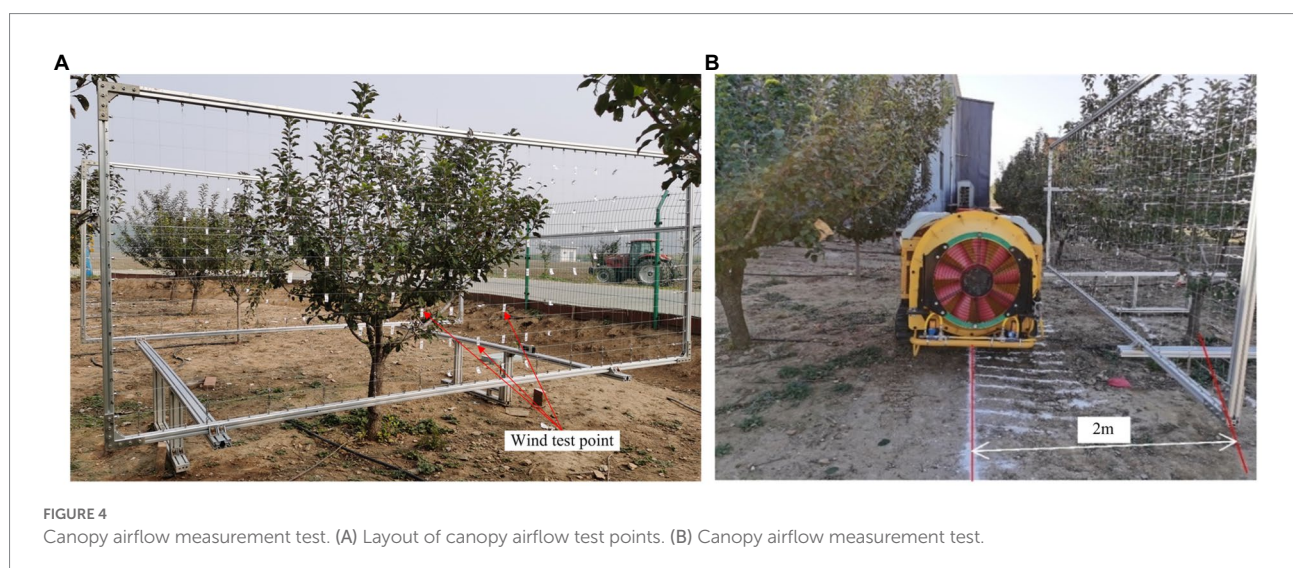 A
B
Wind test point
2m
FIGURE 4
Canopy airflow measurement test. (A) Layout of canopy airflow test points. (B) Canopy airflow measurement test.